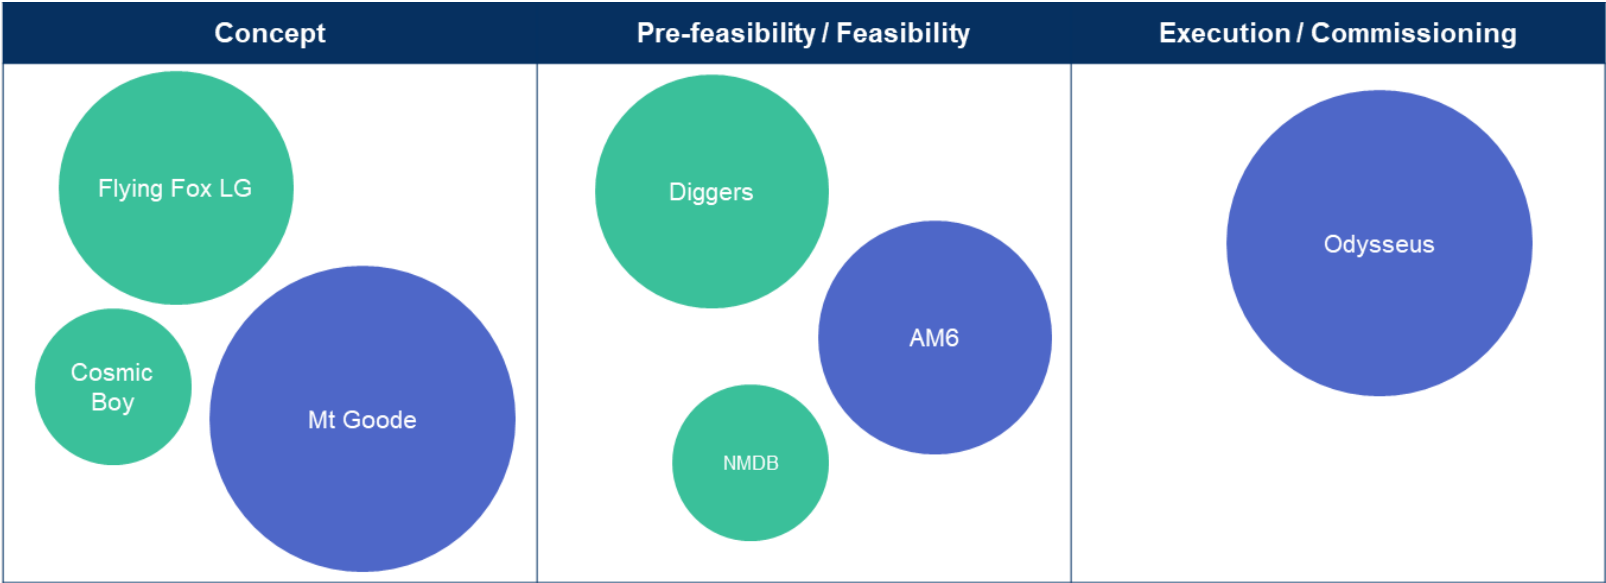 Concept
Pre-feasibility / Feasibility
Execution / Commissioning
Flying Fox LG
Cosmic
Boy
Mt Goode
Diggers
AM6
NMDB
Odysseus